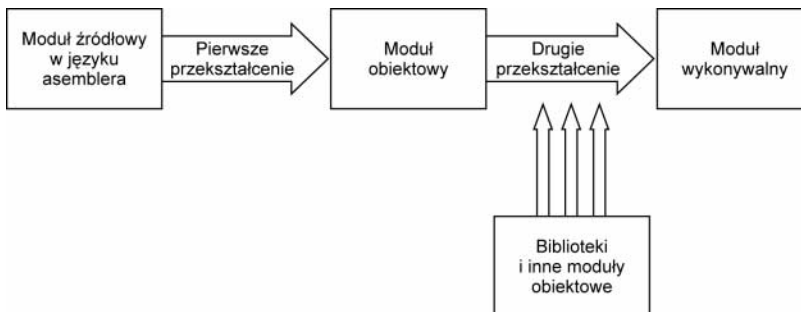 Moduł źródłowy
w języku
asemblera
Pierwsze
przekształcenie
Moduł
obiektowy
Drugie
przekształcenie
Moduł
wykonywalny
Biblioteki
i inne moduły
obiektowe